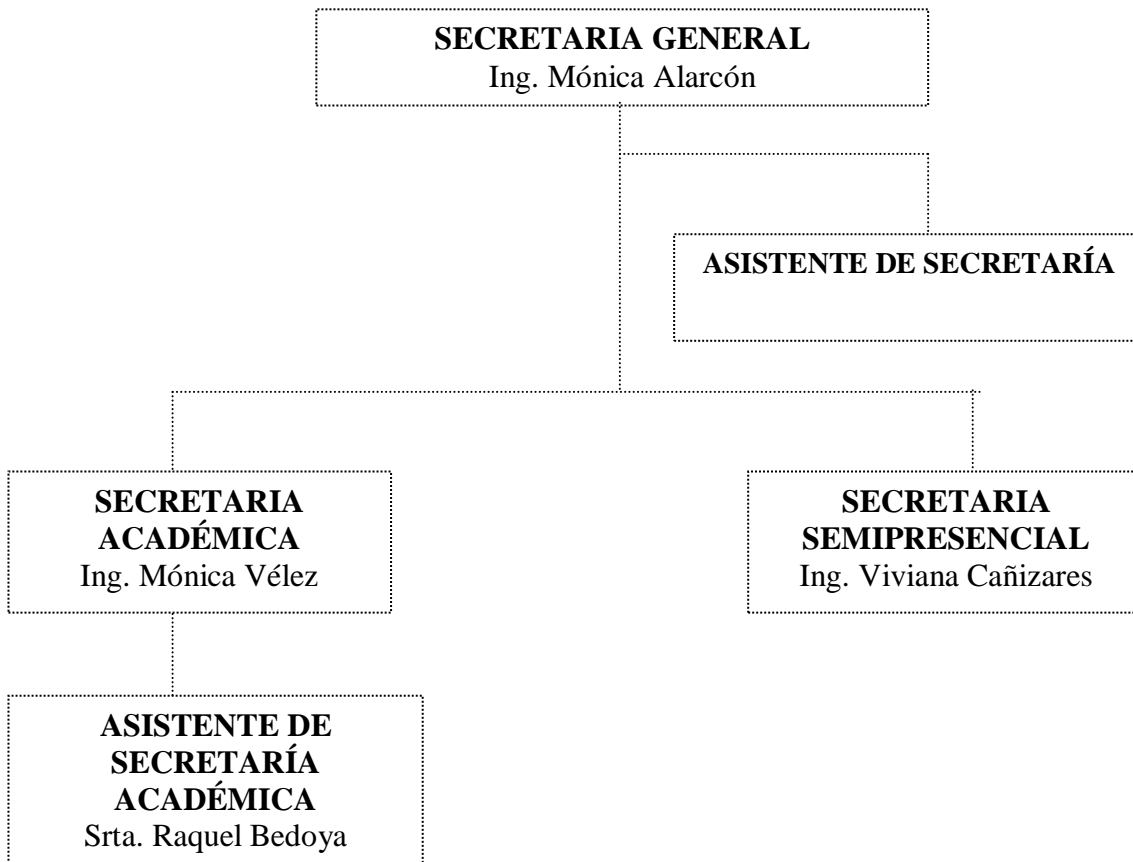 SECRETARIA GENERAL
Ing. Mónica Alarcón
ASISTENTE DE SECRETARÍA
SECRETARIA
ACADÉMICA
Ing. Mónica Vélez
SECRETARIA
SEMIPRESENCIAL
Ing. Viviana Cañizares
ASISTENTE DE
SECRETARÍA
ACADÉMICA
Srta. Raquel Bedoya